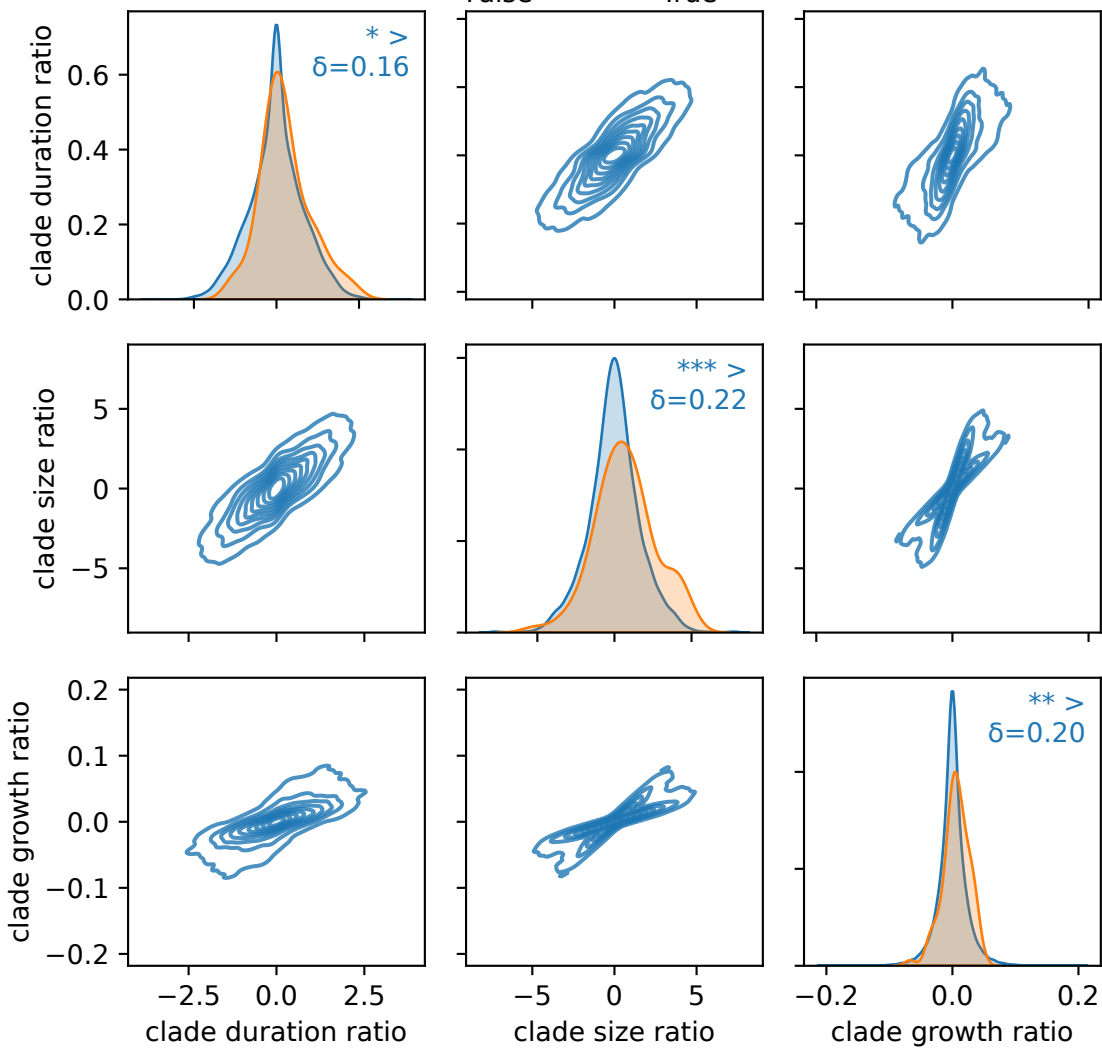 clade duration ratio
0.6
0.4
0.2
0.0
* >
δ=0.16
clade size ratio
5
0
−5
*** >
δ=0.22
clade growth ratio
0.2
0.1
0.0
−0.1
−0.2
** >
δ=0.20
−2.5 0.0 2.5
−5 0 5
−0.2 0.0 0.2
clade duration ratio
clade size ratio
clade growth ratio